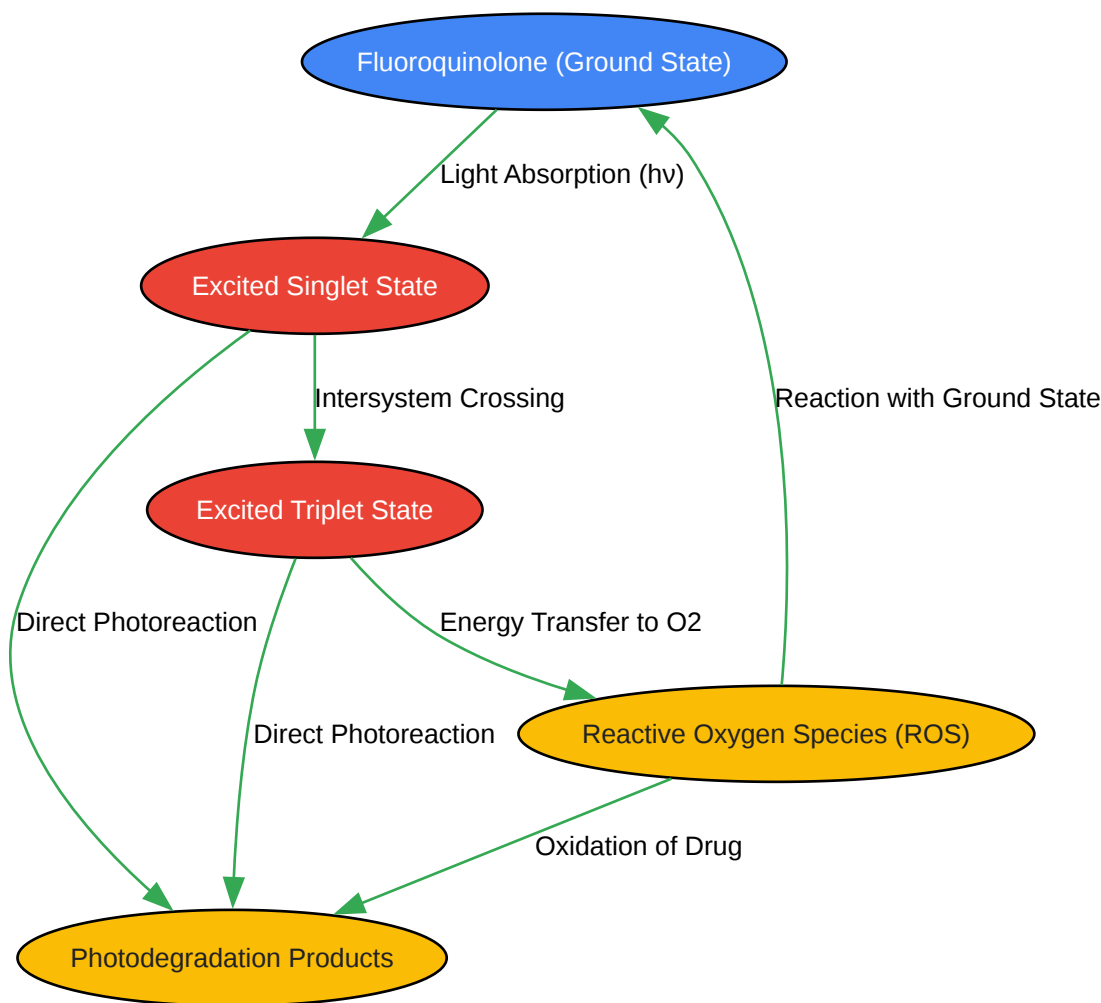 Fluoroquinolone (Ground State)
Light Absorption (hν)
Excited Singlet State
Intersystem Crossing
Reaction with Ground State
Excited Triplet State
Direct Photoreaction
Energy Transfer to O2
Direct Photoreaction
Reactive Oxygen Species (ROS)
Oxidation of Drug
Photodegradation Products